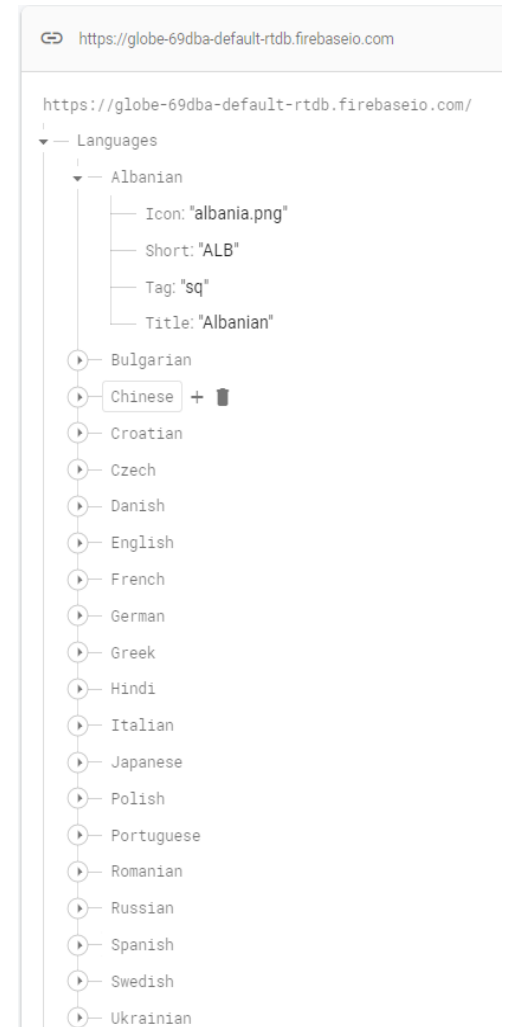 https://globe-69dba-default-rtdb.firebaseio.com
https://globe-69dba-default-rtdb.firebaseio.com/
Languages
Albanian
Icon: "albania.png"
Short: "ALB"
Tag: "sq"
Title: "Albanian"
Bulgarian
Chinese
Croatian
Czech
Danish
English
French
German
Greek
Hindi
Italian
Japanese
Polish
Portuguese
Romanian
Russian
Spanish
Swedish
Ukrainian